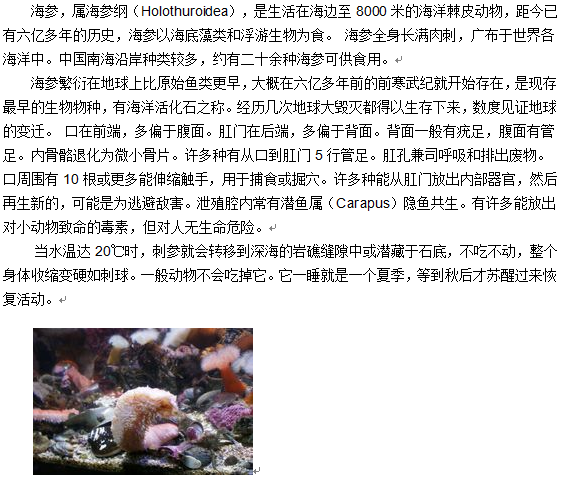 海参，属海参纲（Holothuroidea），是生活在海边至 8000 米的海洋棘皮动物，距今已
有六亿多年的历史，海参以海底藻类和浮游生物为食。 海参全身长满肉刺，广布于世界各
海洋中。中国南海沿岸种类较多，约有二十余种海参可供食用。
海参繁衍在地球上比原始鱼类更早，大概在六亿多年前的前寒武纪就开始存在，是现存
最早的生物物种，有海洋活化石之称。经历几次地球大毁灭都得以生存下来，数度见证地球
的变迁。 口在前端，多偏于腹面。肛门在后端，多偏于背面。背面一般有疣足，腹面有管
足。内骨骼退化为微小骨片。许多种有从口到肛门 5 行管足。肛孔兼司呼吸和排出废物。
口周围有 10 根或更多能伸缩触手，用于捕食或掘穴。许多种能从肛门放出内部器官，然后
再生新的，可能是为逃避敌害。泄殖腔内常有潜鱼属（Carapus）隐鱼共生。有许多能放出
对小动物致命的毒素，但对人无生命危险。
当水温达 20℃时，刺参就会转移到深海的岩礁缝隙中或潜藏于石底，不吃不动，整个
身体收缩变硬如刺球。一般动物不会吃掉它。它一睡就是一个夏季，等到秋后才苏醒过来恢
复活动。